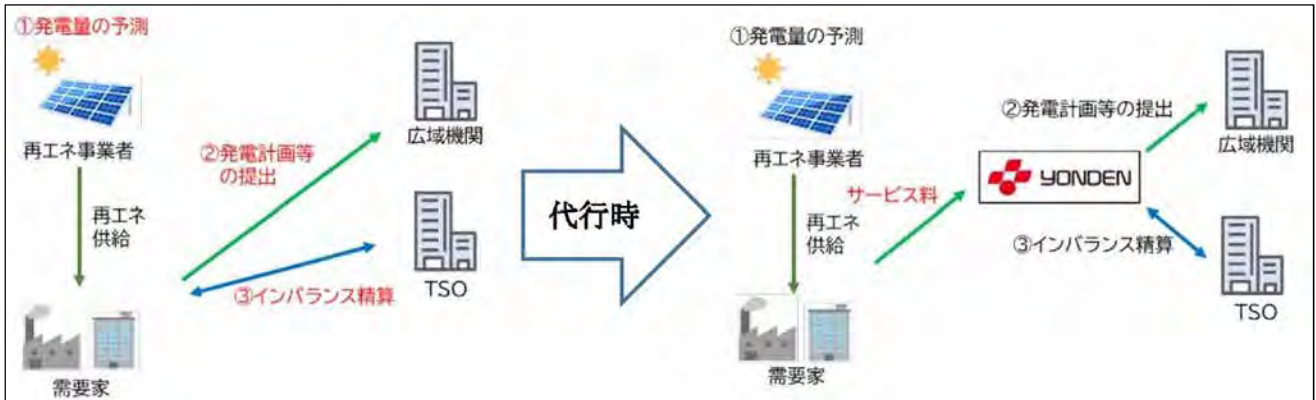 ①発電量の予測
再エネ事業者
再エネ
供給
需要家
②発電計画等
の提出
広域機関
③インバランス精算
TSO
代行時
①発電量の予測
再エネ事業者
再エネ
供給
需要家
サービス料
YONDEN
②発電計画等の提出
広域機関
③インバランス精算
TSO